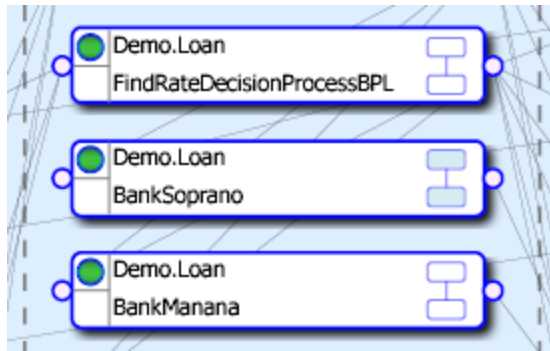 Demo.Loan
FindRateDecisionProcessBPL
Demo.Loan
BankSoprano
Demo.Loan
BankManana